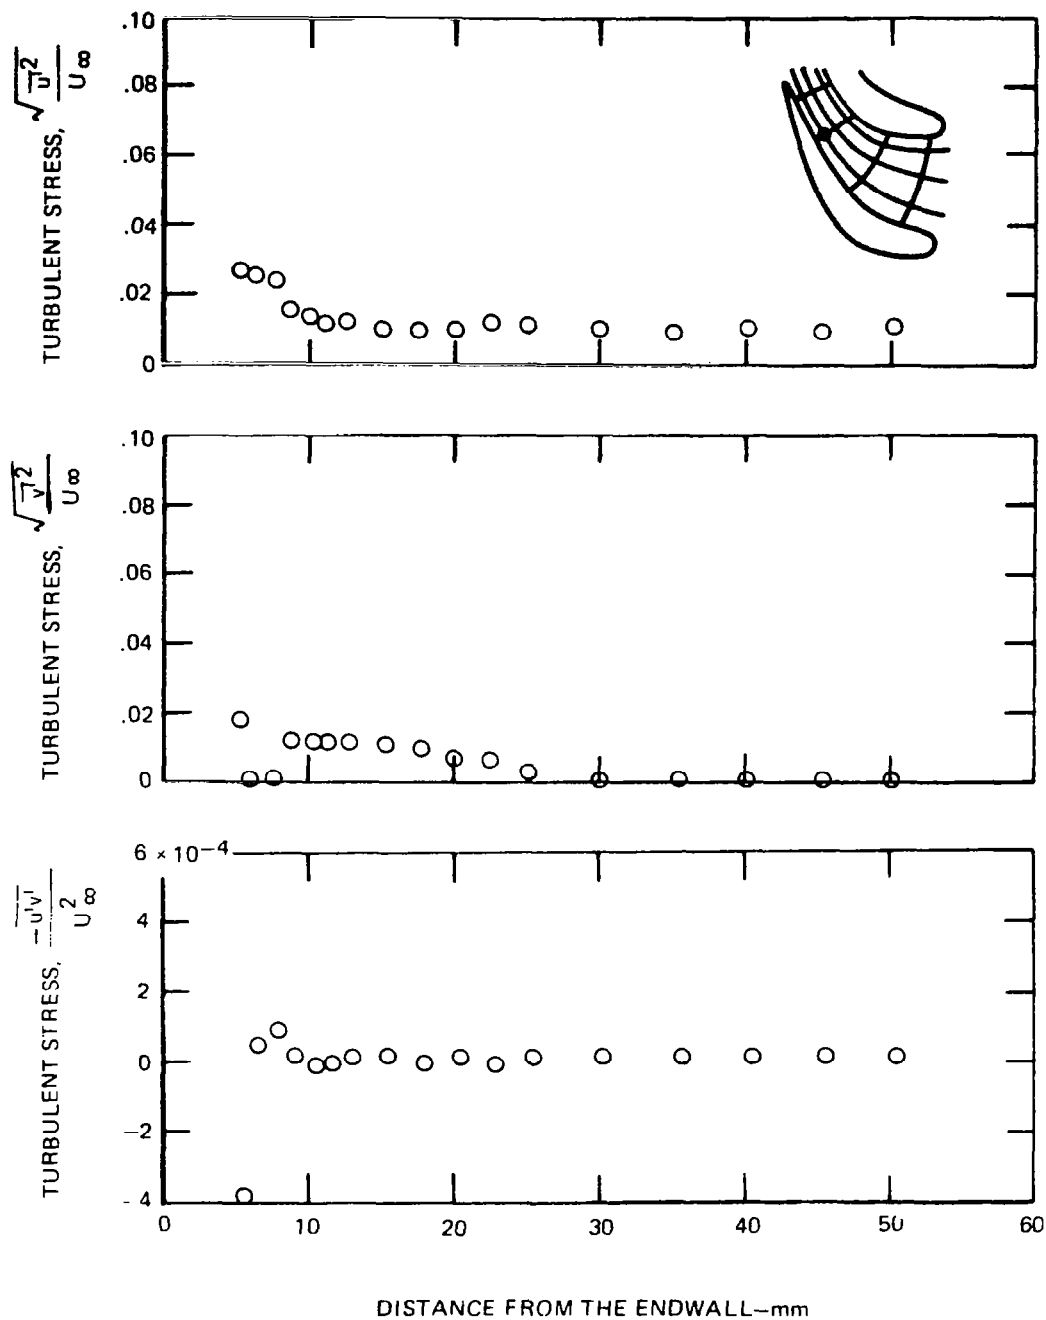 TURBULENT STRESS, √u'² / U∞
.10
.08
.06
.04
.02
0
TURBULENT STRESS, √v'² / U∞
.10
.08
.06
.04
.02
0
TURBULENT STRESS, -u'v' / U²∞
6 × 10⁻⁴
4
2
0
-2
-4
0 10 20 30 40 50 60
DISTANCE FROM THE ENDWALL—mm